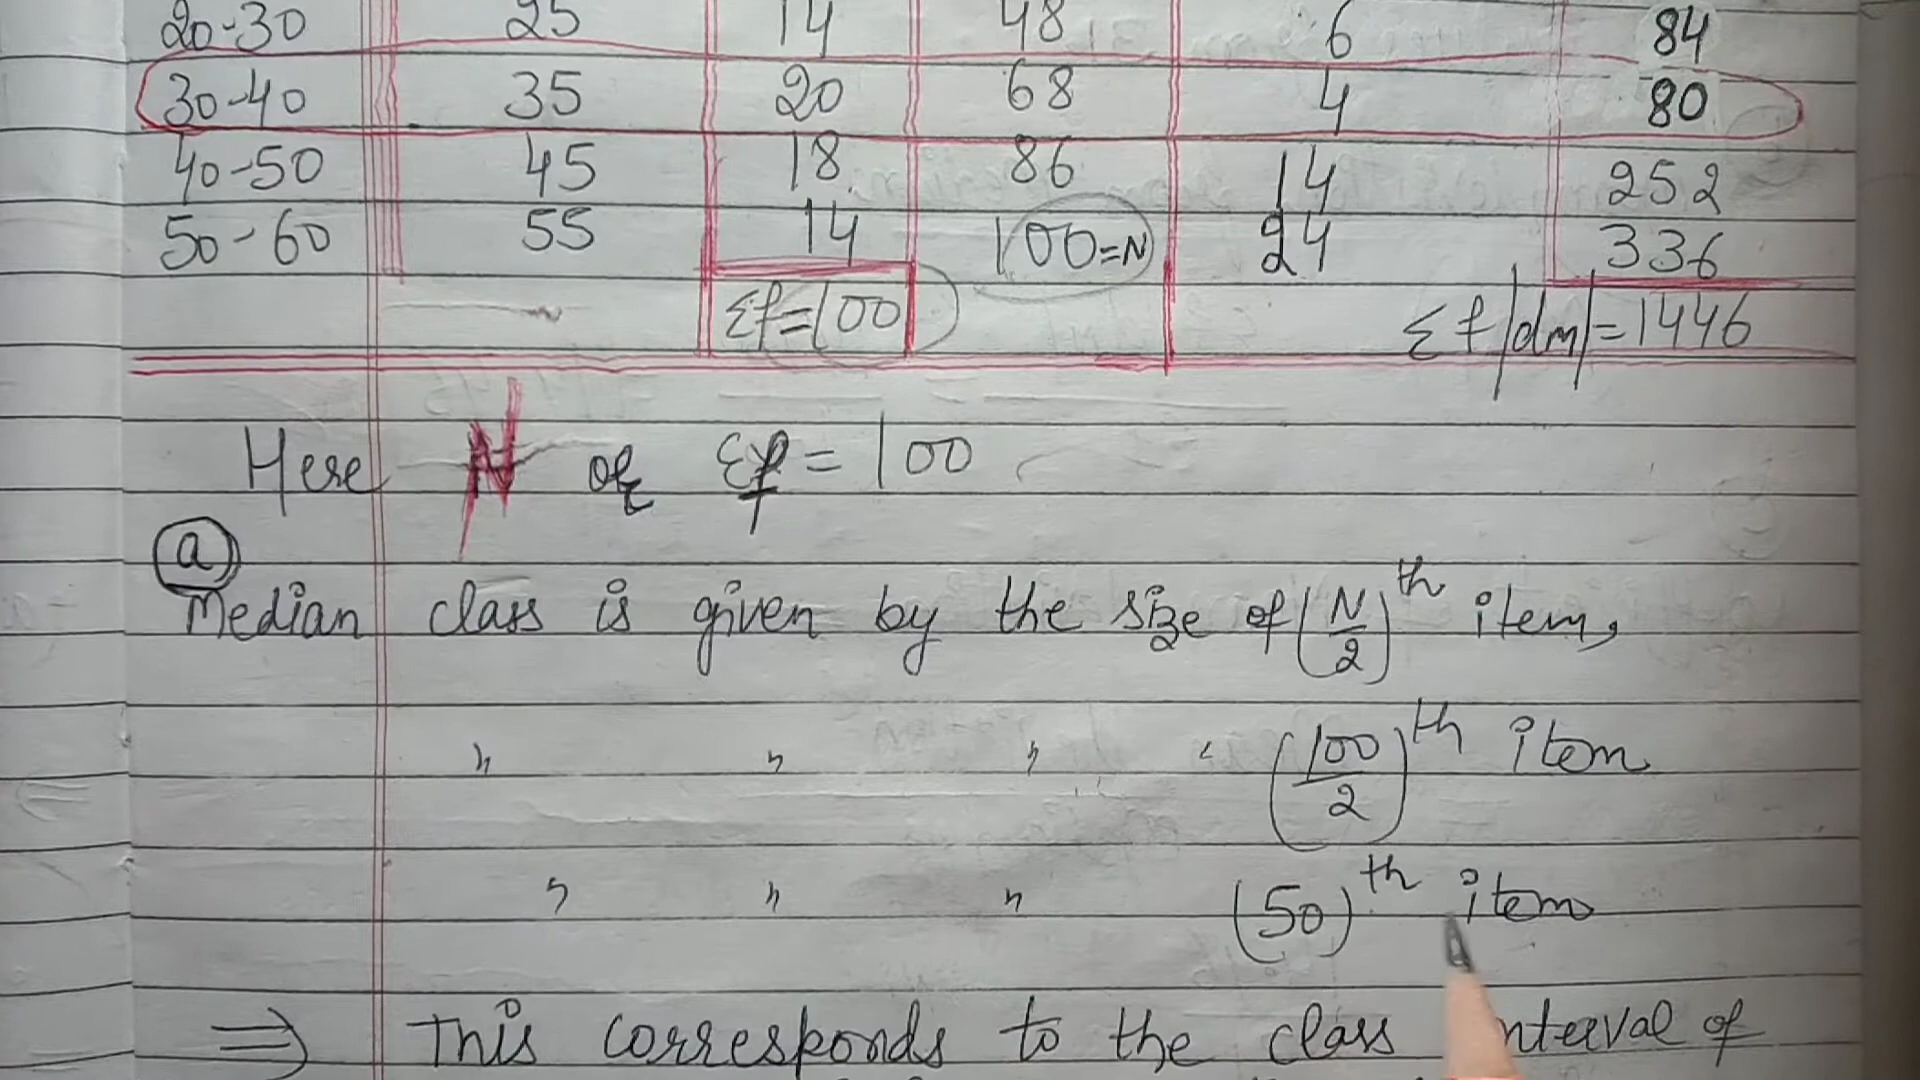 20-30 25 14 48 6 84
30-40 35 20 68 4 80
40-50 45 18 86 14 252
50-60 55 14 100=N 24 336
Σf=100 Σf|dm|=1446
Here N or Σf=100
(a)
Median class is given by the size of (N/2)th item,
" " " " (100/2)th item
" " " (50)th item
⇒ This corresponds to the class interval of